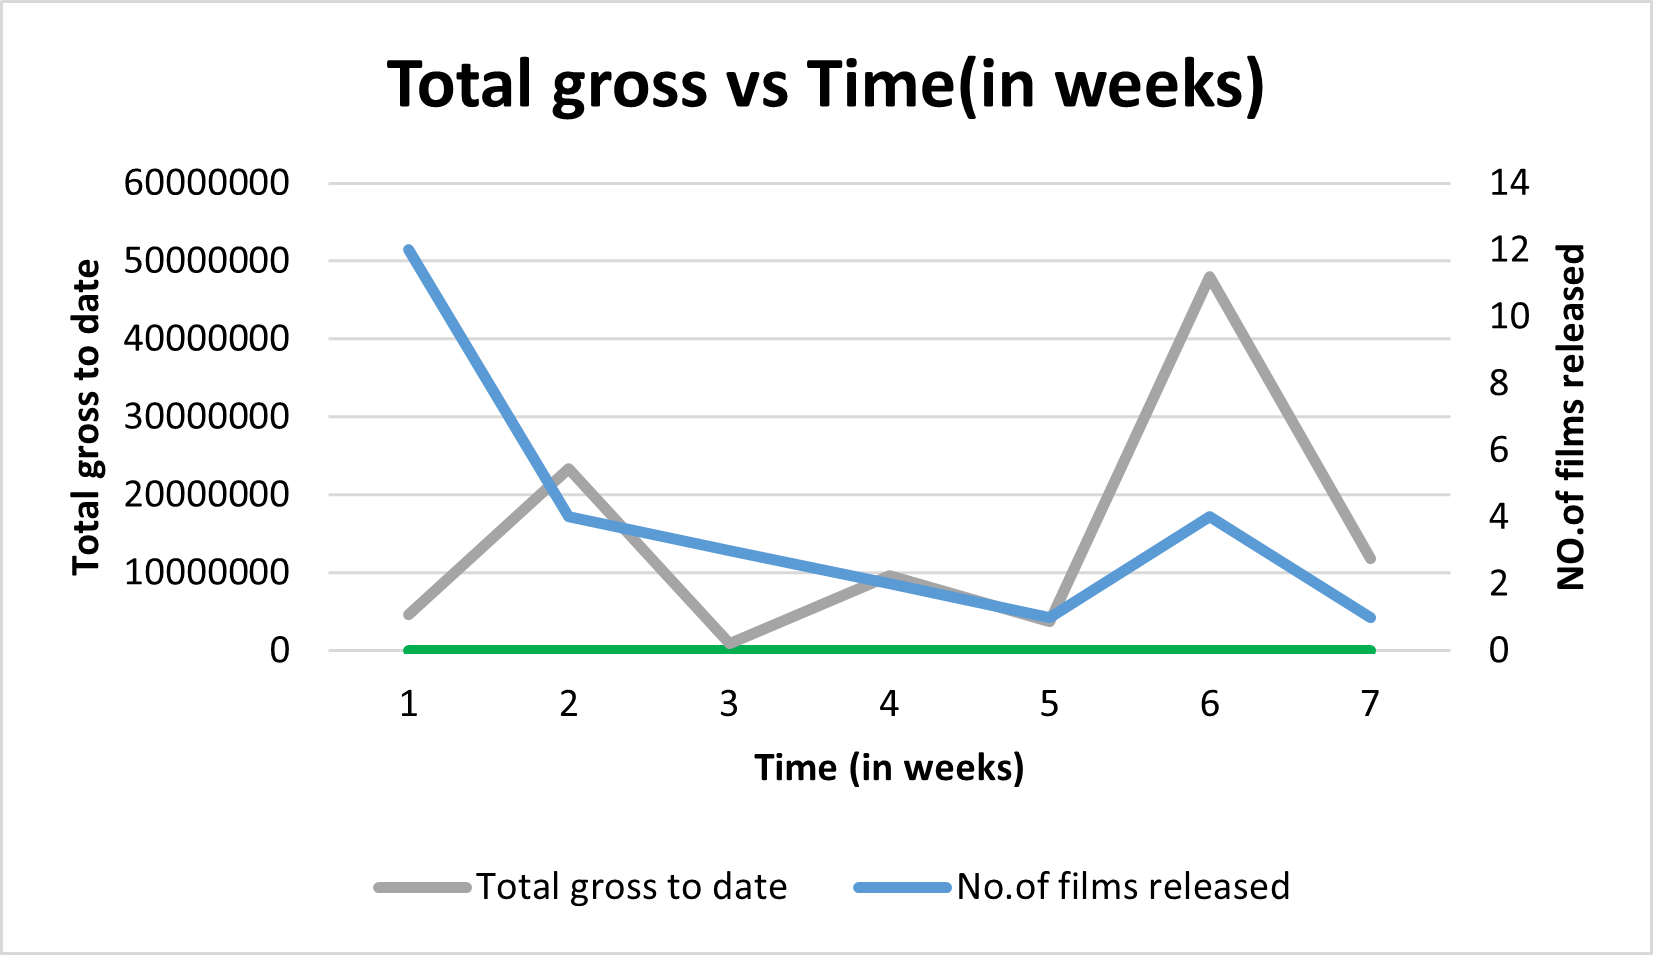 Total gross vs Time(in weeks)
60000000
50000000
40000000
30000000
20000000
10000000
0
Total gross to date
14
12
10
8
6
4
2
0
NO.of films released
1 2 3 4 5 6 7
Time (in weeks)
Total gross to date No.of films released